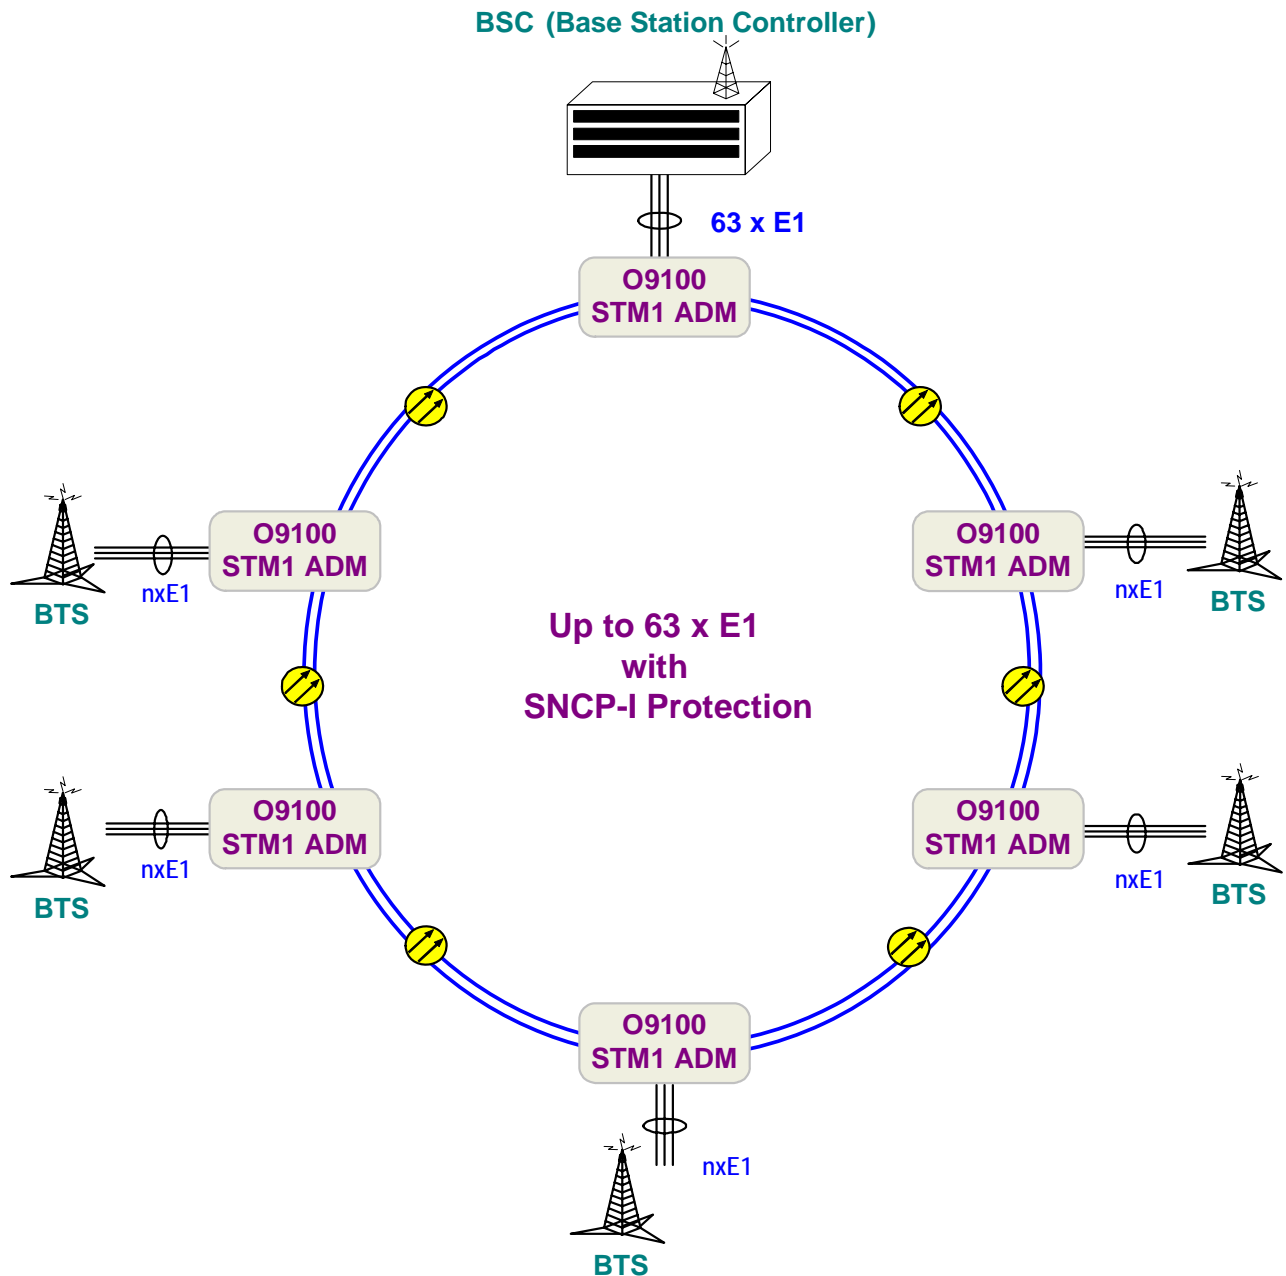 BSC (Base Station Controller)
63 x E1
O9100
STM1 ADM
O9100
STM1 ADM
nxE1
BTS
O9100
STM1 ADM
nxE1
BTS
Up to 63 x E1
with
SNCP-I Protection
O9100
STM1 ADM
nxE1
BTS
O9100
STM1 ADM
nxE1
BTS
O9100
STM1 ADM
nxE1
BTS